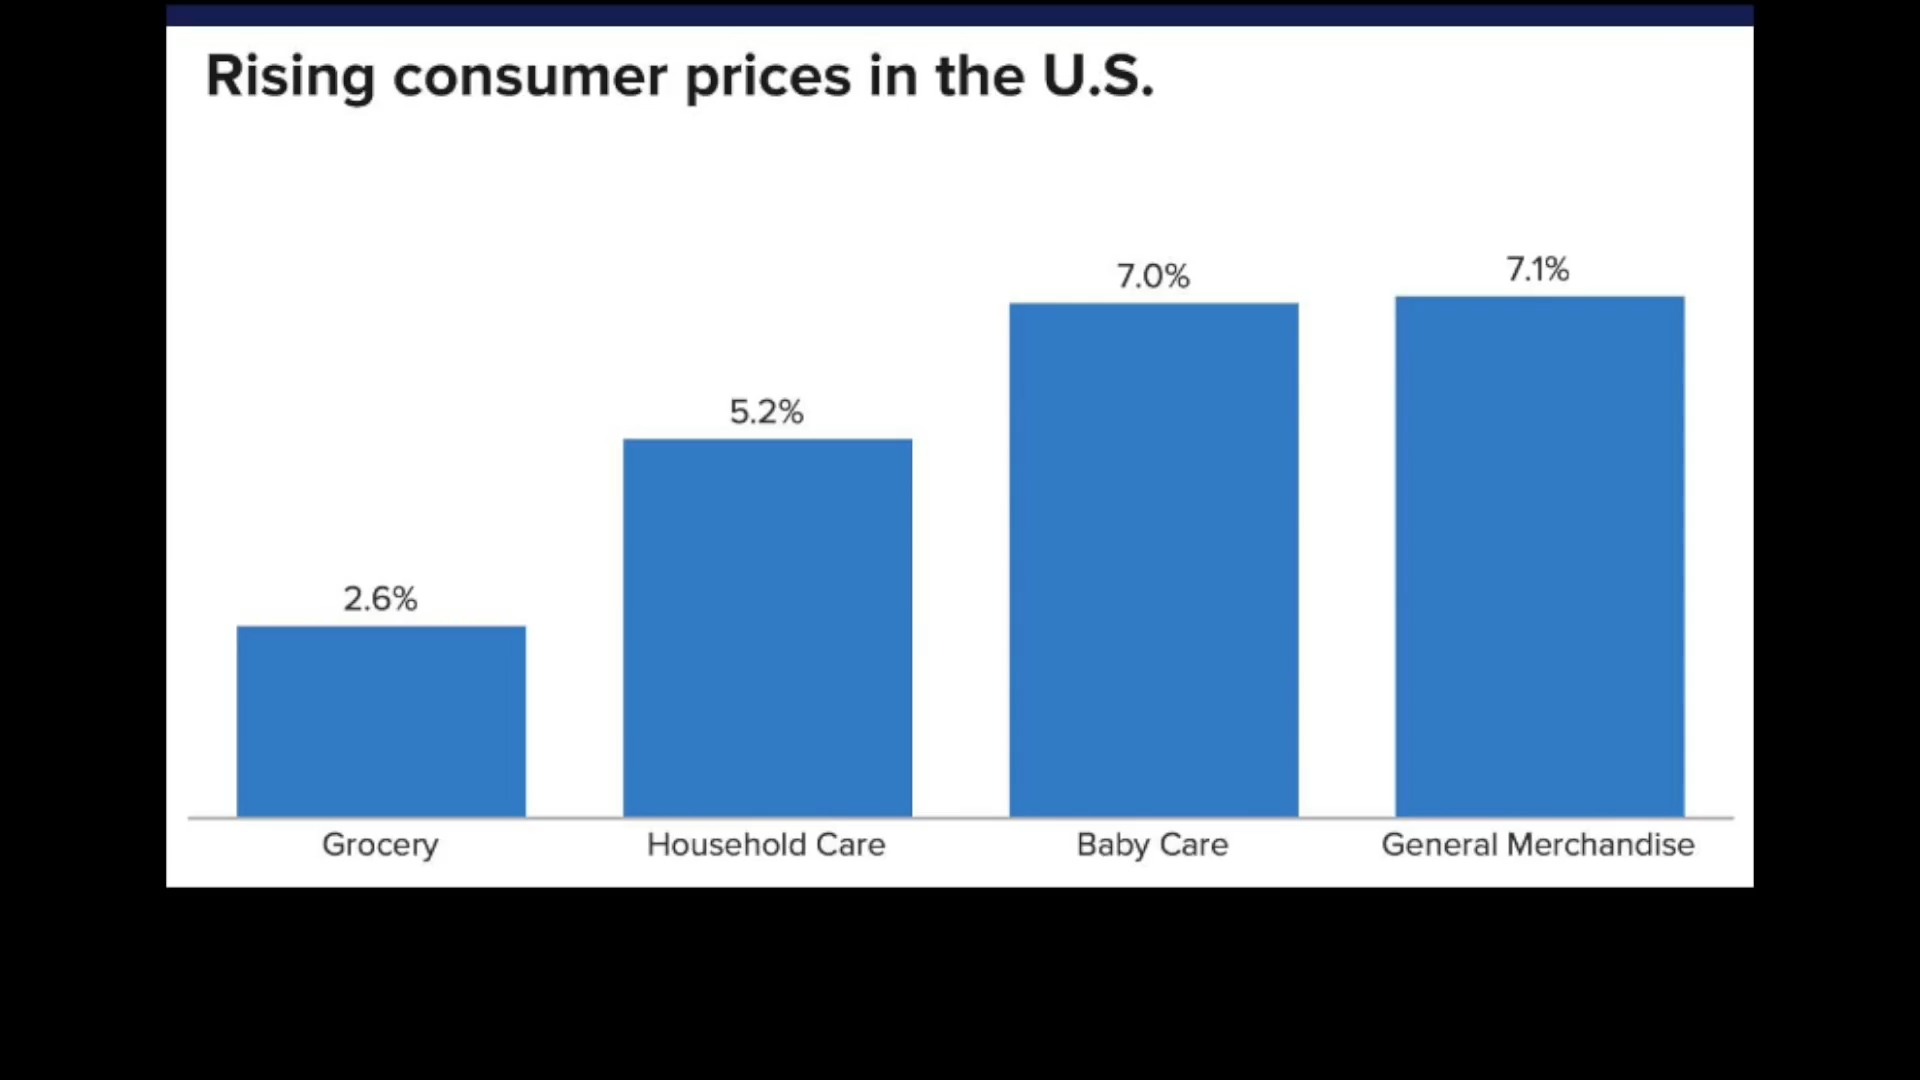 Rising consumer prices in the U.S.
2.6%
5.2%
7.0%
7.1%
Grocery
Household Care
Baby Care
General Merchandise